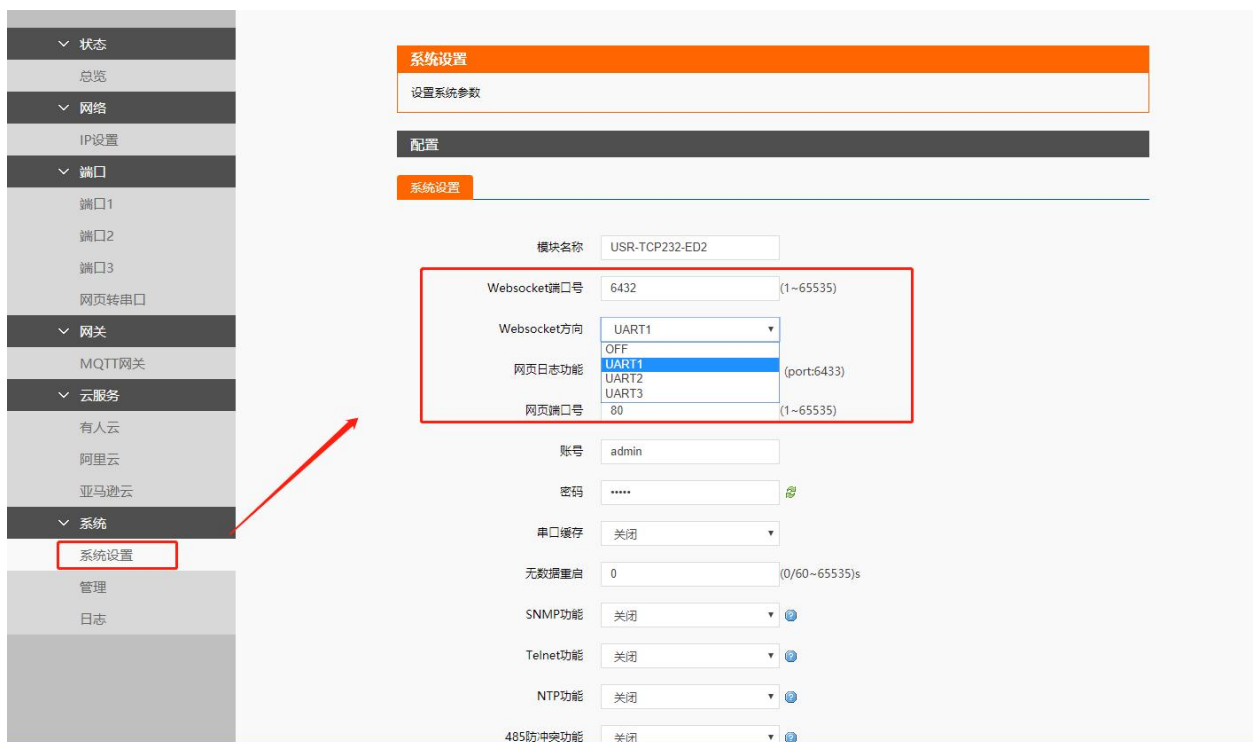 状态
总览
网络
IP设置
端口
端口1
端口2
端口3
网页转串口
网关
MQTT网关
云服务
有人云
阿里云
亚马逊云
系统
系统设置
管理
日志
系统设置
设置系统参数
配置
系统设置
模块名称 USR-TCP232-ED2
Websocket端口号 6432 (1~65535)
Websocket方向 UART1
OFF
UART1
网页日志功能 (port:6433)
UART2
UART3
网页端口号 80 (1~65535)
账号 admin
密码 •••••
串口缓存 关闭
无数据重启 0 (0/60~65535)s
SNMP功能 关闭
Telnet功能 关闭
NTP功能 关闭
485防冲突功能 关闭